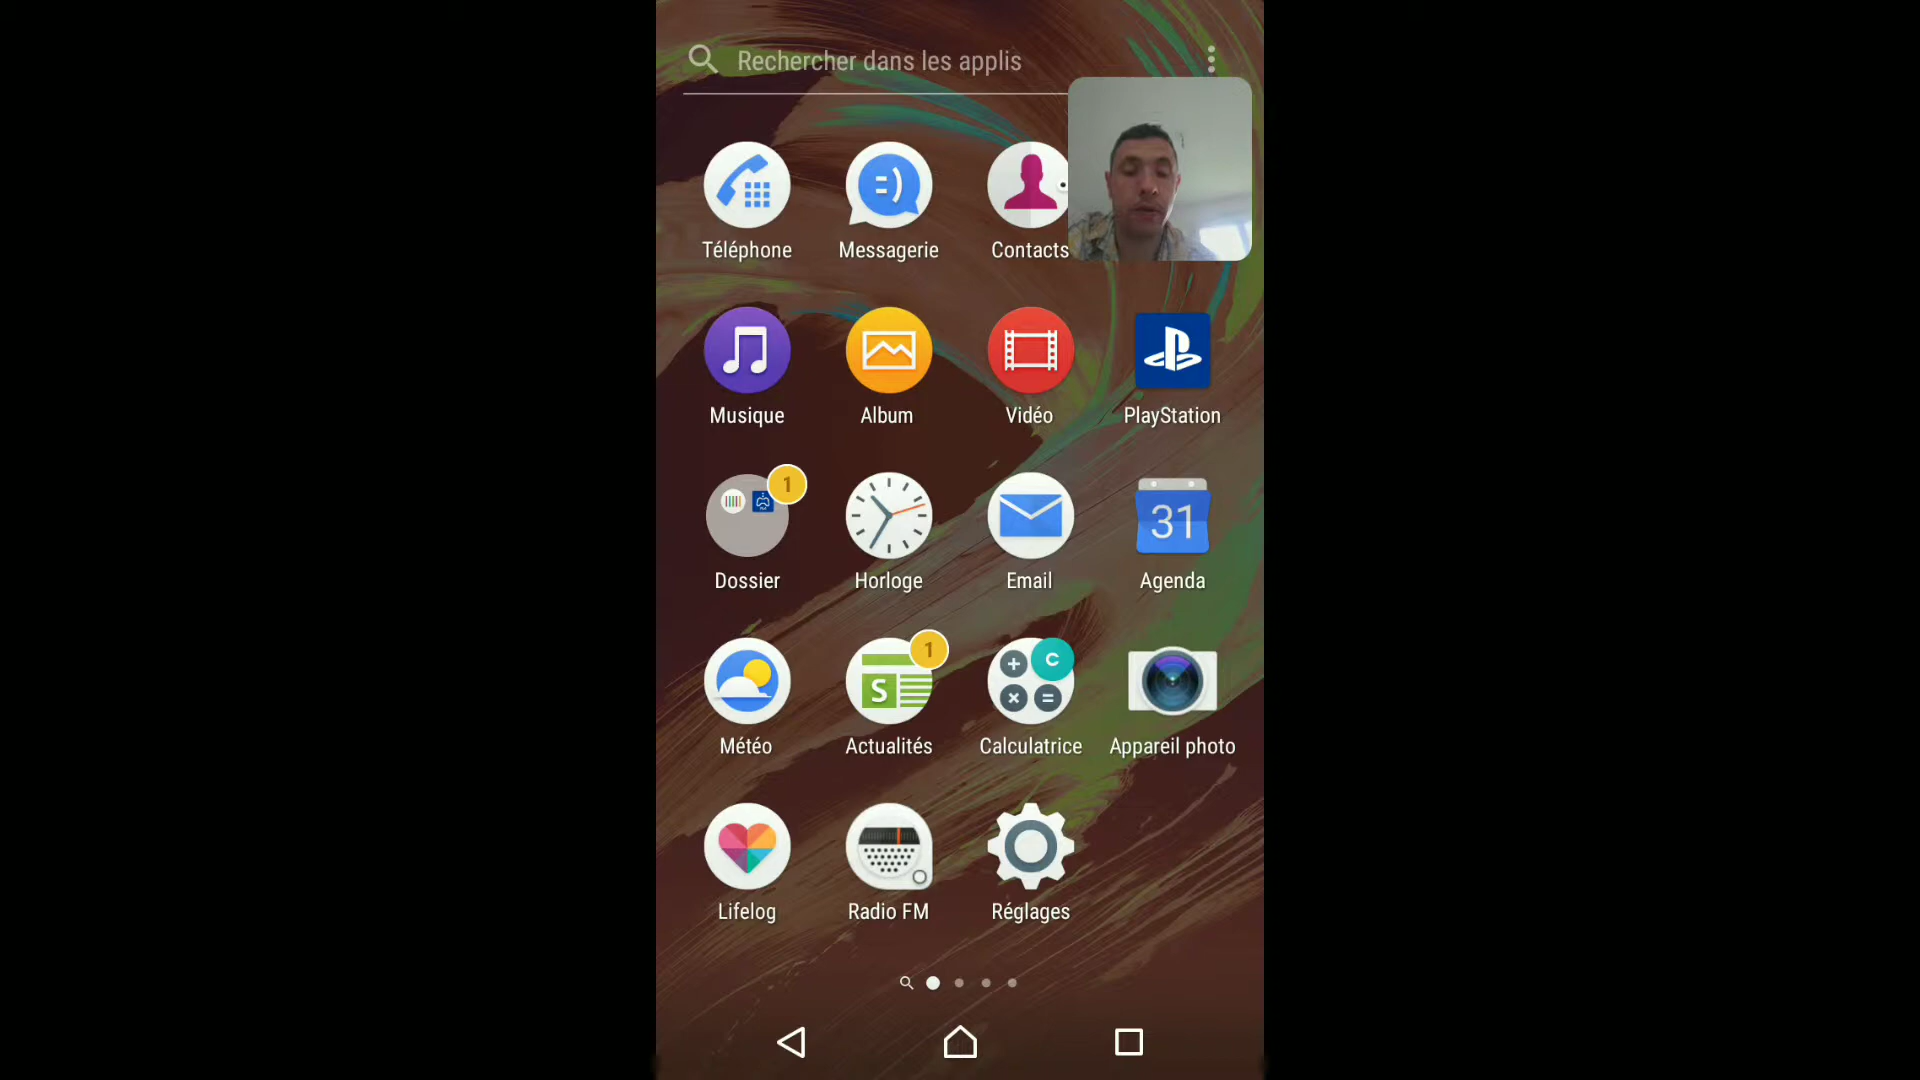 Rechercher dans les applis
Téléphone
Messagerie
Contacts
Musique
Album
Vidéo
PlayStation
1
Dossier
Horloge
Email
31
Agenda
1
S
C
Météo
Actualités
Calculatrice
Appareil photo
Lifelog
Radio FM
Réglages